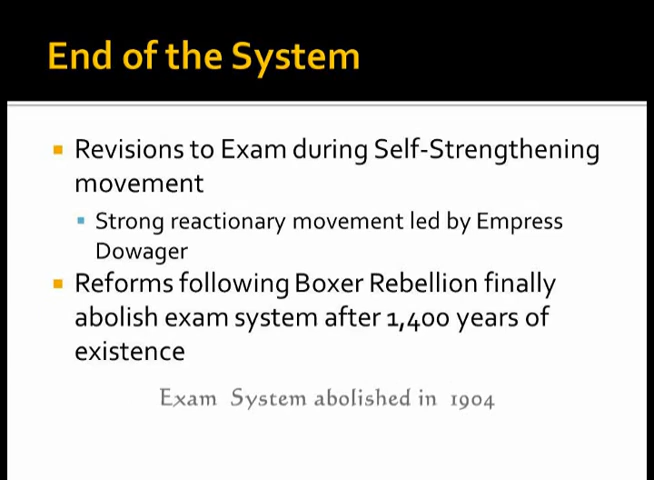 End of the System
Revisions to Exam during Self-Strengthening
movement
Strong reactionary movement led by Empress
Dowager
Reforms following Boxer Rebellion finally
abolish exam system after 1,400 years of
existence
Exam System abolished in 1904